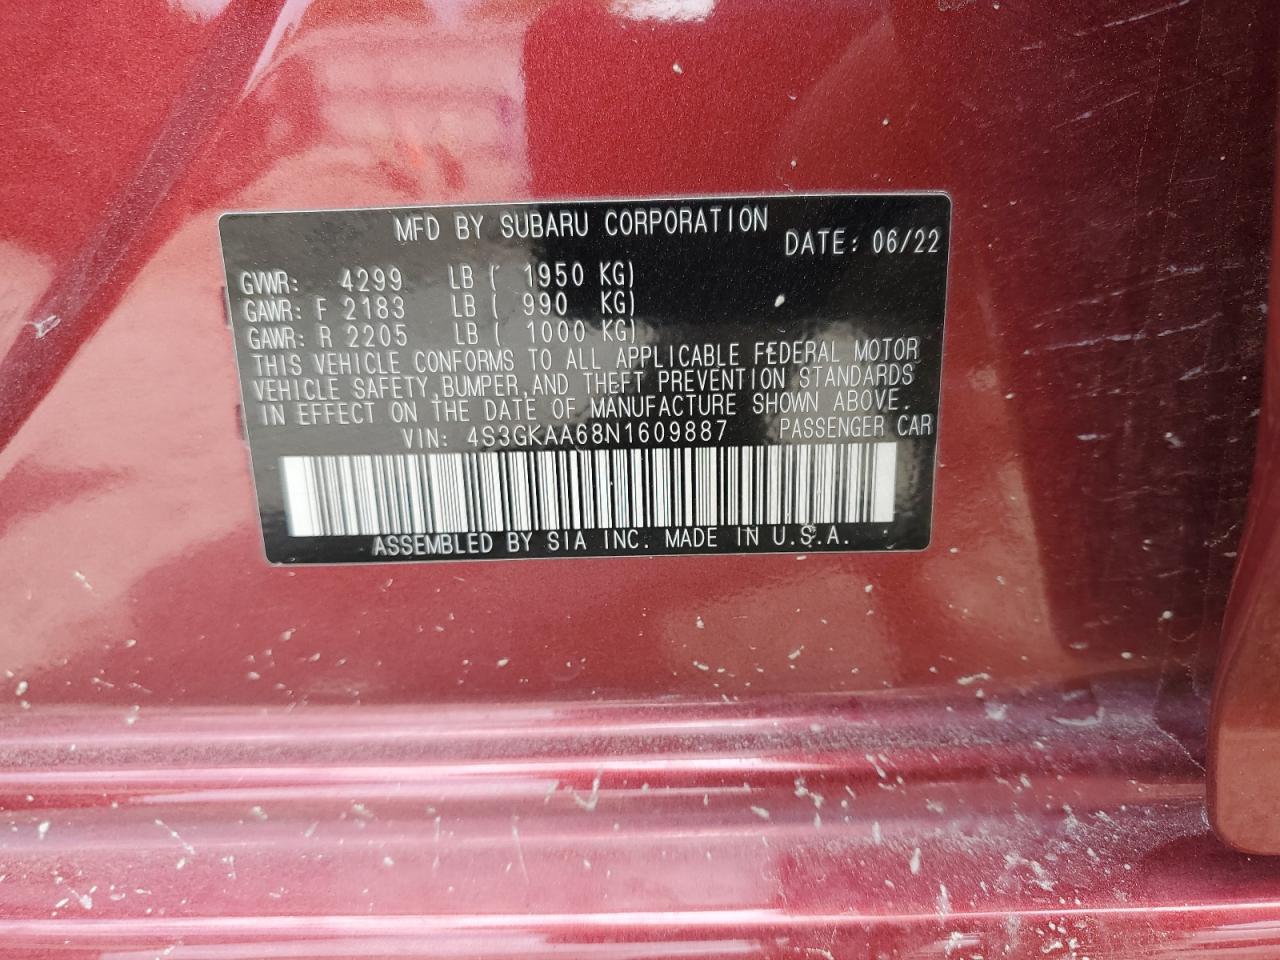 MFD BY SUBARU CORPORATION
DATE: 06/22
GVWR: 4299 LB ( 1950 KG)
GAWR: F 2183 LB ( 990 KG)
GAWR: R 2205 LB ( 1000 KG)
THIS VEHICLE CONFORMS TO ALL APPLICABLE FEDERAL MOTOR
VEHICLE SAFETY,BUMPER,AND THEFT PREVENTION STANDARDS
IN EFFECT ON THE DATE OF MANUFACTURE SHOWN ABOVE.
VIN: 4S3GKAA68N1609887 PASSENGER CAR
ASSEMBLED BY SIA INC. MADE IN U.S.A.